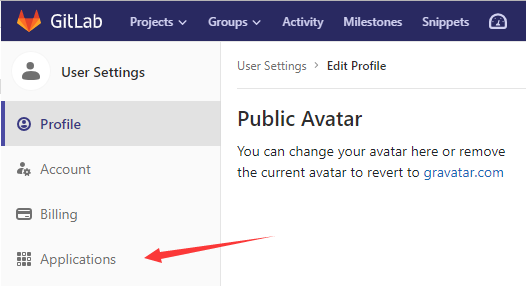 GitLab Projects Groups Activity Milestones Snippets
User Settings
User Settings > Edit Profile
Profile
Account
Billing
Applications
Public Avatar
You can change your avatar here or remove
the current avatar to revert to gravatar.com